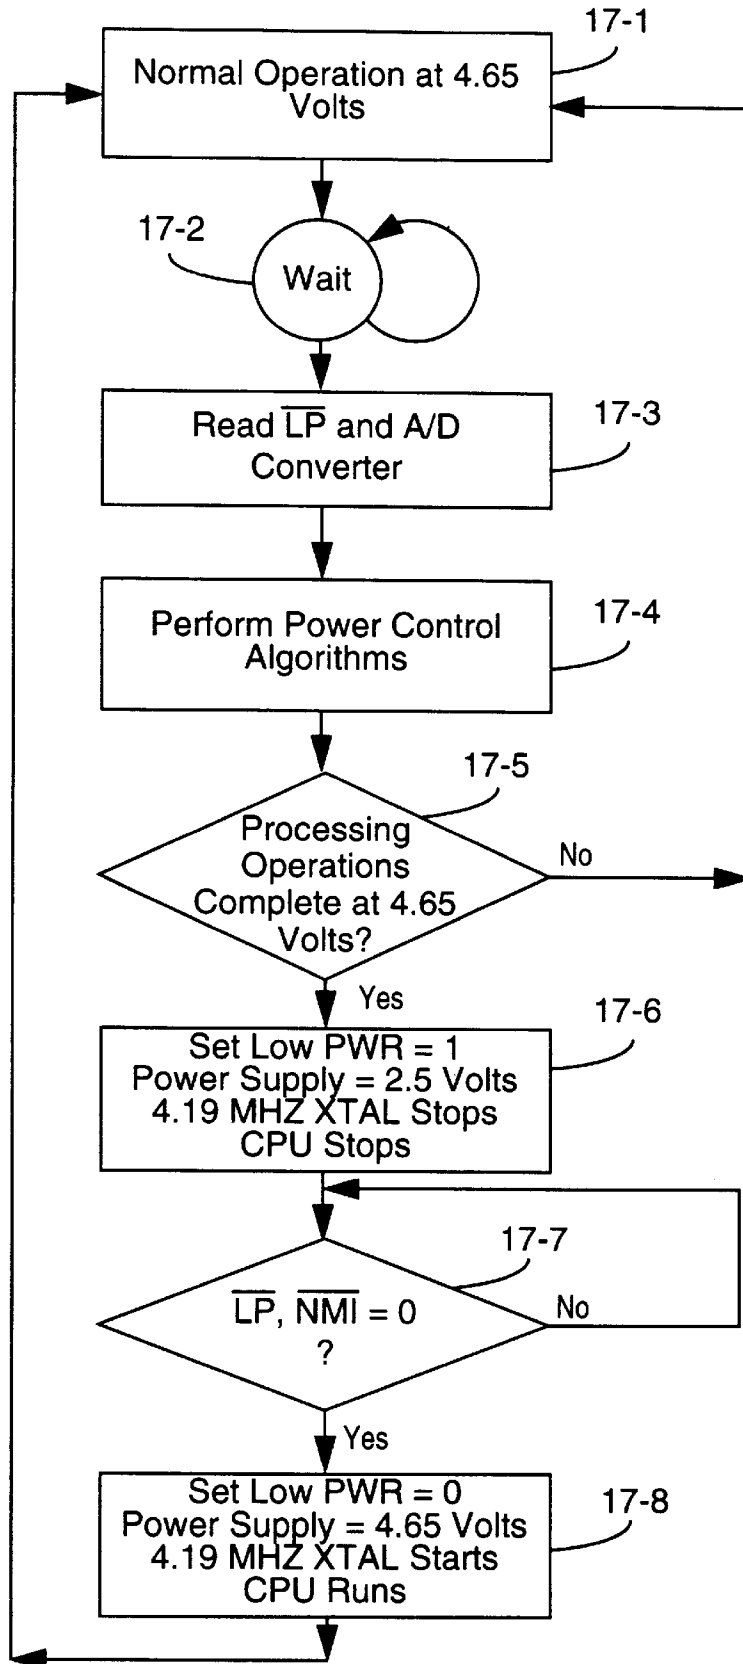 17-1
Normal Operation at 4.65
Volts
17-2
Wait
17-3
Read L̅P̅ and A/D
Converter
17-4
Perform Power Control
Algorithms
17-5
Processing
Operations
Complete at 4.65
Volts?
No
Yes
17-6
Set Low PWR = 1
Power Supply = 2.5 Volts
4.19 MHZ XTAL Stops
CPU Stops
17-7
L̅P̅, N̅M̅I̅ = 0
?
No
Yes
17-8
Set Low PWR = 0
Power Supply = 4.65 Volts
4.19 MHZ XTAL Starts
CPU Runs